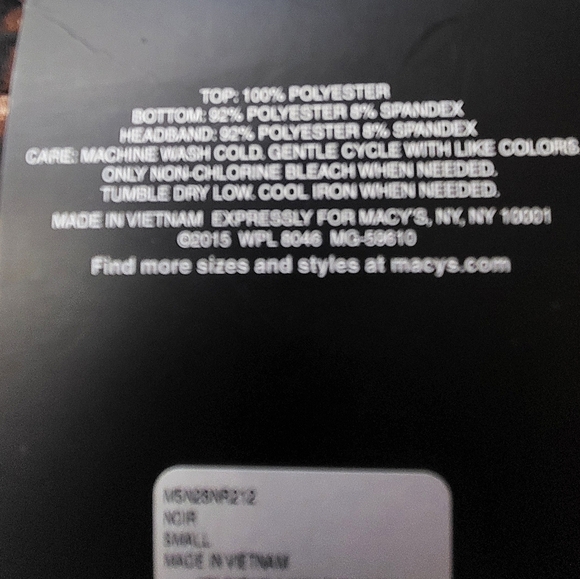 TOP: 100% POLYESTER
BOTTOM: 92% POLYESTER 8% SPANDEX
HEADBAND: 92% POLYESTER 8% SPANDEX
CARE: MACHINE WASH COLD. GENTLE CYCLE WITH LIKE COLORS
ONLY NON-CHLORINE BLEACH WHEN NEEDED.
TUMBLE DRY LOW. COOL IRON WHEN NEEDED.
MADE IN VIETNAM EXPRESSLY FOR MACY'S, NY, NY 10001
©2015 WPL 8046 MG-59610
Find more sizes and styles at macys.com
NOIR
SMALL
MADE IN VIETNAM